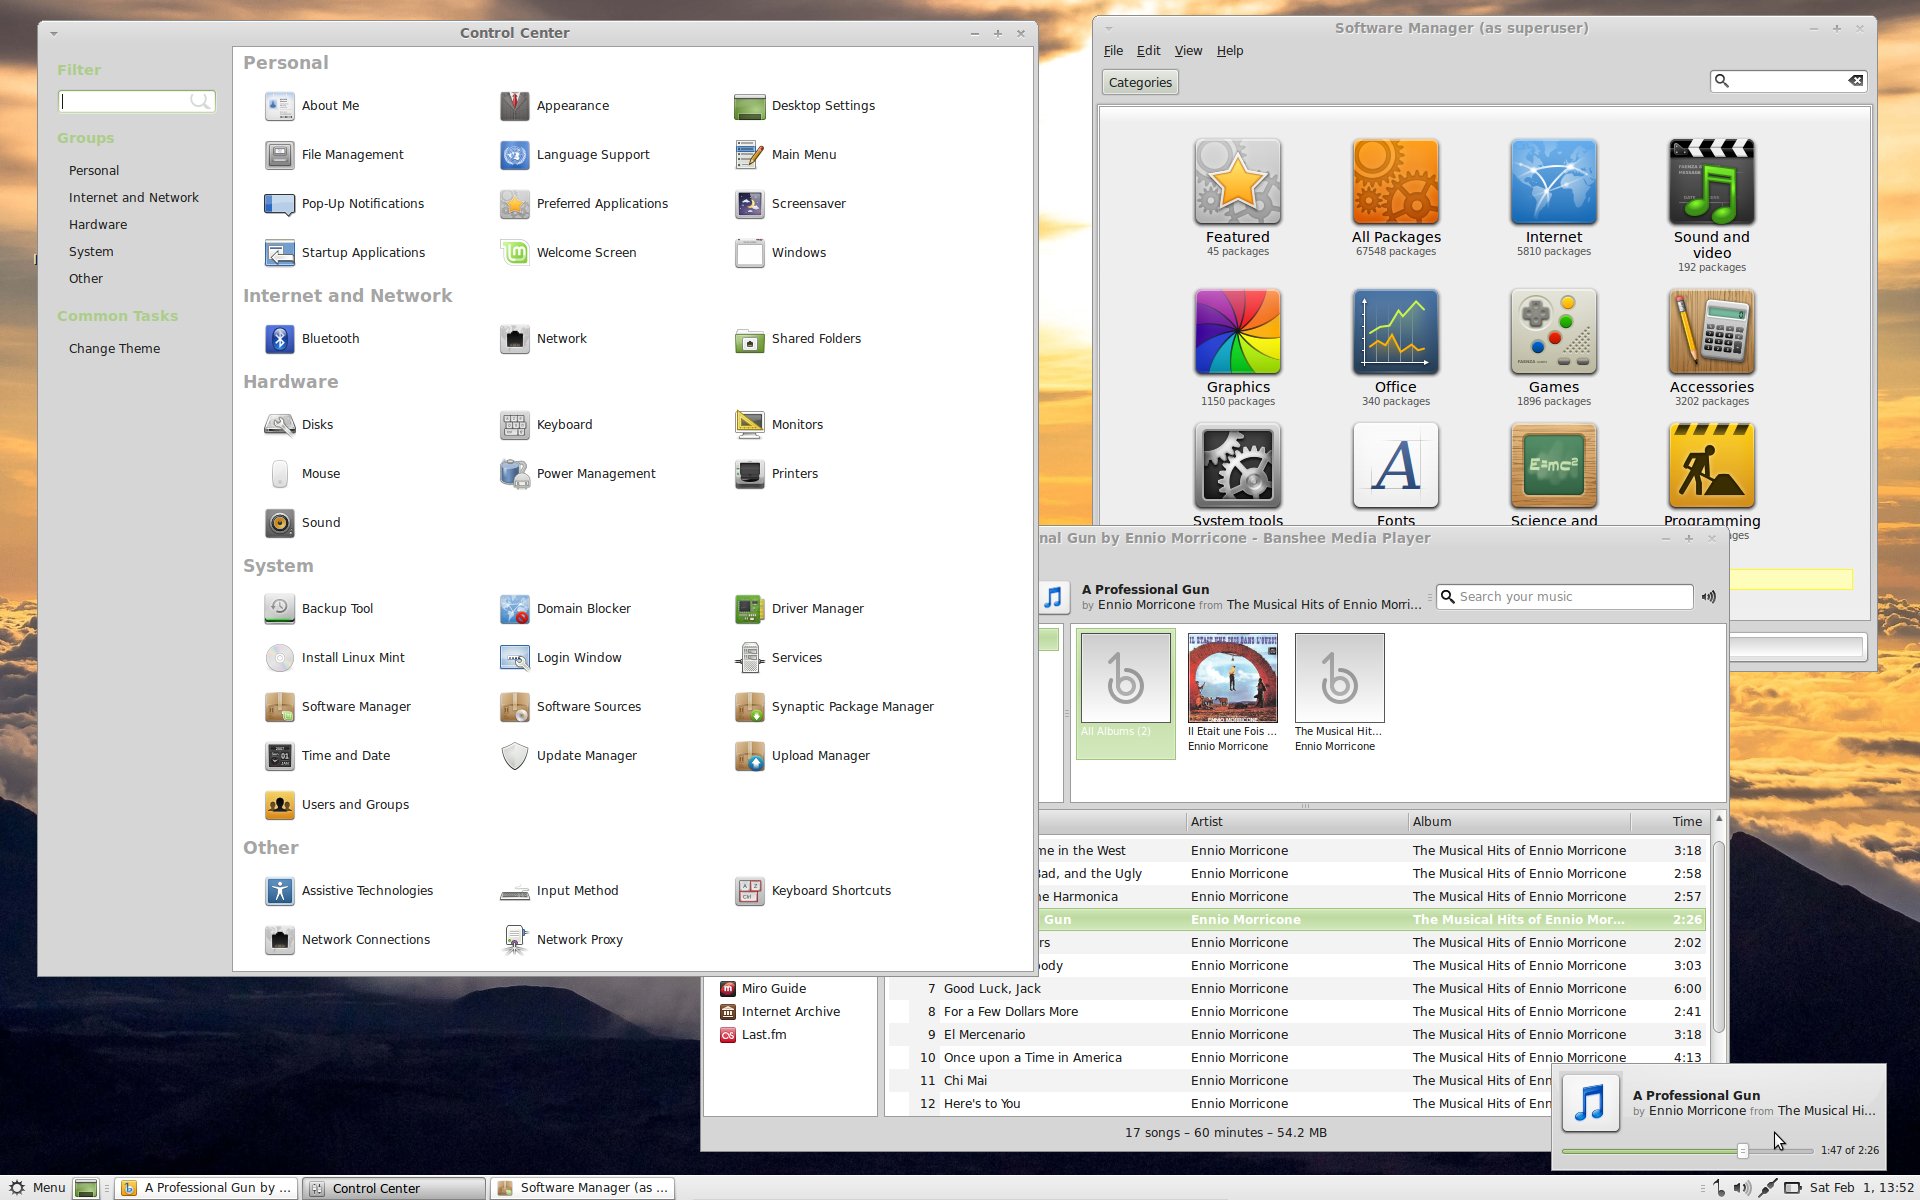 Control Center
Filter
Groups
Personal
Internet and Network
Hardware
System
Other
Common Tasks
Change Theme
Personal
About Me
Appearance
Desktop Settings
File Management
Language Support
Main Menu
Pop-Up Notifications
Preferred Applications
Screensaver
Startup Applications
Welcome Screen
Windows
Internet and Network
Bluetooth
Network
Shared Folders
Hardware
Disks
Keyboard
Monitors
Mouse
Power Management
Printers
Sound
System
Backup Tool
Domain Blocker
Driver Manager
Install Linux Mint
Login Window
Services
Software Manager
Software Sources
Synaptic Package Manager
Time and Date
Update Manager
Upload Manager
Users and Groups
Other
Assistive Technologies
Input Method
Keyboard Shortcuts
Network Connections
Network Proxy
Software Manager (as superuser)
File Edit View Help
Categories
Featured
45 packages
All Packages
67548 packages
Internet
5810 packages
Sound and
video
192 packages
Graphics
1150 packages
Office
340 packages
Games
1896 packages
Accessories
3202 packages
E=mc²
System tools
Fonts
Science and
Programming
ages
nal Gun by Ennio Morricone - Banshee Media Player
A Professional Gun
by Ennio Morricone from The Musical Hits of Ennio Morri...
Search your music
All Albums (2)
IL ETAIT UNE FOIS DANS L'OUEST
ENNIO MORRICONE
Il Etait une Fois ...
Ennio Morricone
The Musical Hit...
Ennio Morricone
Artist Album Time
me in the West Ennio Morricone The Musical Hits of Ennio Morricone 3:18
Bad, and the Ugly Ennio Morricone The Musical Hits of Ennio Morricone 2:58
he Harmonica Ennio Morricone The Musical Hits of Ennio Morricone 2:57
Gun Ennio Morricone The Musical Hits of Ennio Mor... 2:26
rs Ennio Morricone The Musical Hits of Ennio Morricone 2:02
ody Ennio Morricone The Musical Hits of Ennio Morricone 3:03
7 Good Luck, Jack Ennio Morricone The Musical Hits of Ennio Morricone 6:00
8 For a Few Dollars More Ennio Morricone The Musical Hits of Ennio Morricone 2:41
9 El Mercenario Ennio Morricone The Musical Hits of Ennio Morricone 3:18
10 Once upon a Time in America Ennio Morricone The Musical Hits of Ennio Morricone 4:13
11 Chi Mai Ennio Morricone The Musical Hits of Enn
12 Here's to You Ennio Morricone The Musical Hits of Enn
Miro Guide
Internet Archive
Last.fm
17 songs – 60 minutes – 54.2 MB
A Professional Gun
by Ennio Morricone from The Musical Hi...
1:47 of 2:26
Menu
A Professional Gun by ...
Control Center
Software Manager (as ...
Sat Feb 1, 13:52